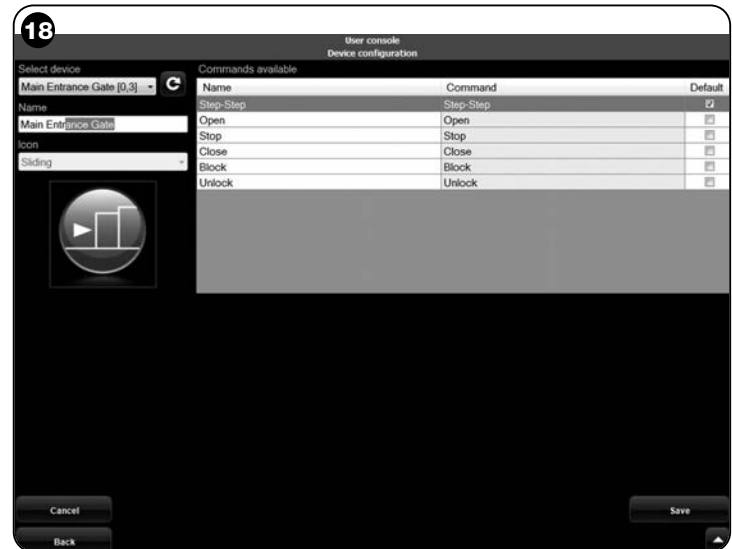 18
User console
Device configuration
Select device
Commands available
Main Entrance Gate [0,3]
Name
Command
Default
Name
Step-Step
Step-Step
Main Entrance Gate
Open
Open
Stop
Stop
Icon
Close
Close
Sliding
Block
Block
Unlock
Unlock
Cancel
Save
Back